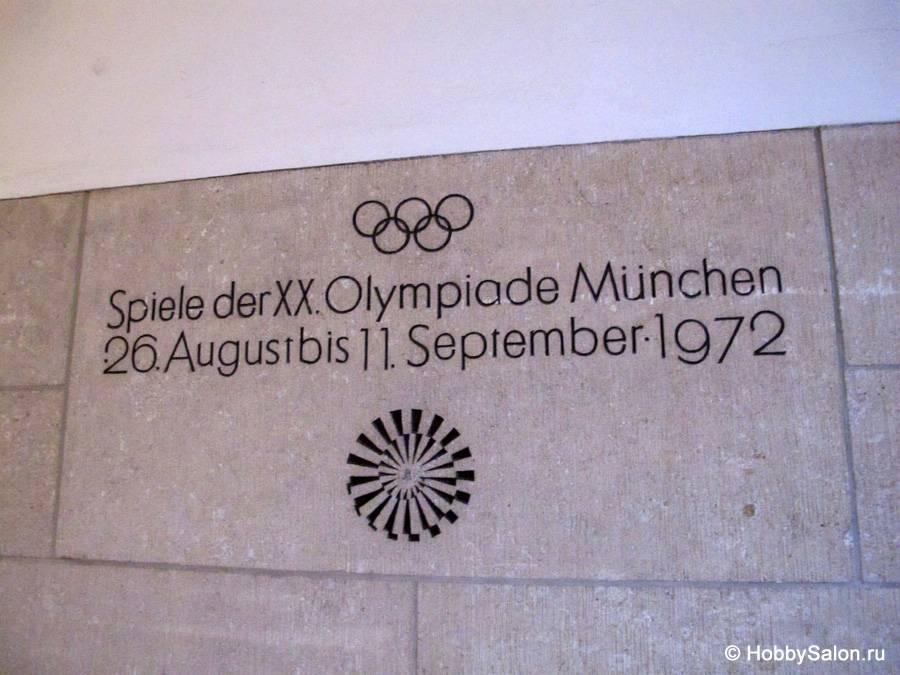 Spiele der XX. Olympiade München
·26. August bis 11. September·1972
© HobbySalon.ru